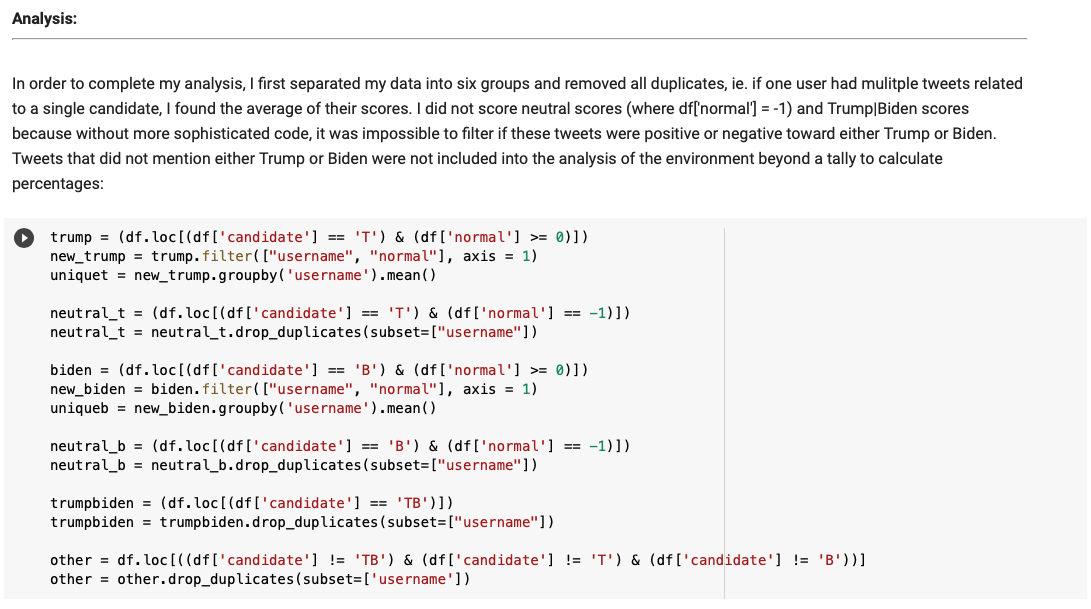 Analysis:
In order to complete my analysis, I first separated my data into six groups and removed all duplicates, ie. if one user had mulitple tweets related
to a single candidate, I found the average of their scores. I did not score neutral scores (where df['normal'] = -1) and Trump|Biden scores
because without more sophisticated code, it was impossible to filter if these tweets were positive or negative toward either Trump or Biden.
Tweets that did not mention either Trump or Biden were not included into the analysis of the environment beyond a tally to calculate
percentages:
trump = (df.loc[(df['candidate'] == 'T') & (df['normal'] >= 0)])
new_trump = trump.filter(["username", "normal"], axis = 1)
uniquet = new_trump.groupby('username').mean()
neutral_t = (df.loc[(df['candidate'] == 'T') & (df['normal'] == -1)])
neutral_t = neutral_t.drop_duplicates(subset=["username"])
biden = (df.loc[(df['candidate'] == 'B') & (df['normal'] >= 0)])
new_biden = biden.filter(["username", "normal"], axis = 1)
uniqueb = new_biden.groupby('username').mean()
neutral_b = (df.loc[(df['candidate'] == 'B') & (df['normal'] == -1)])
neutral_b = neutral_b.drop_duplicates(subset=["username"])
trumpbiden = (df.loc[(df['candidate'] == 'TB')])
trumpbiden = trumpbiden.drop_duplicates(subset=["username"])
other = df.loc[((df['candidate'] != 'TB') & (df['candidate'] != 'T') & (df['candidate'] != 'B'))]
other = other.drop_duplicates(subset=['username'])